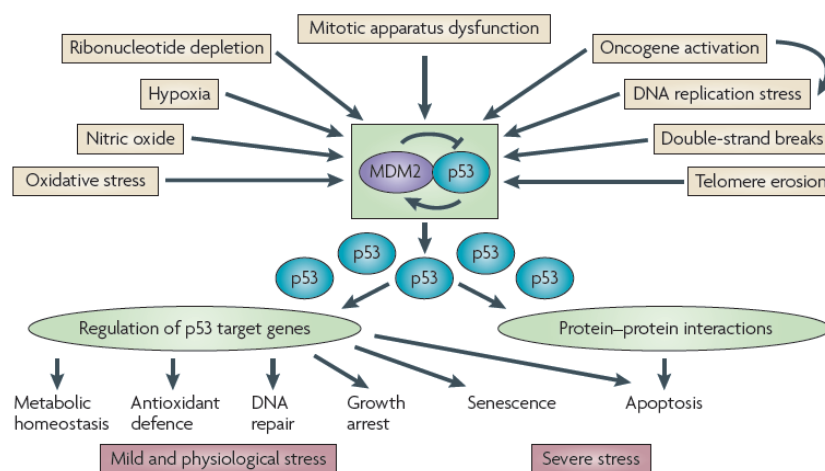 Mitotic apparatus dysfunction
Ribonucleotide depletion
Oncogene activation
Hypoxia
DNA replication stress
Nitric oxide
Double-strand breaks
MDM2
p53
Oxidative stress
Telomere erosion
p53
p53
p53
p53
p53
Regulation of p53 target genes
Protein–protein interactions
Metabolic
homeostasis
Antioxidant
defence
DNA
repair
Growth
arrest
Senescence
Apoptosis
Mild and physiological stress
Severe stress